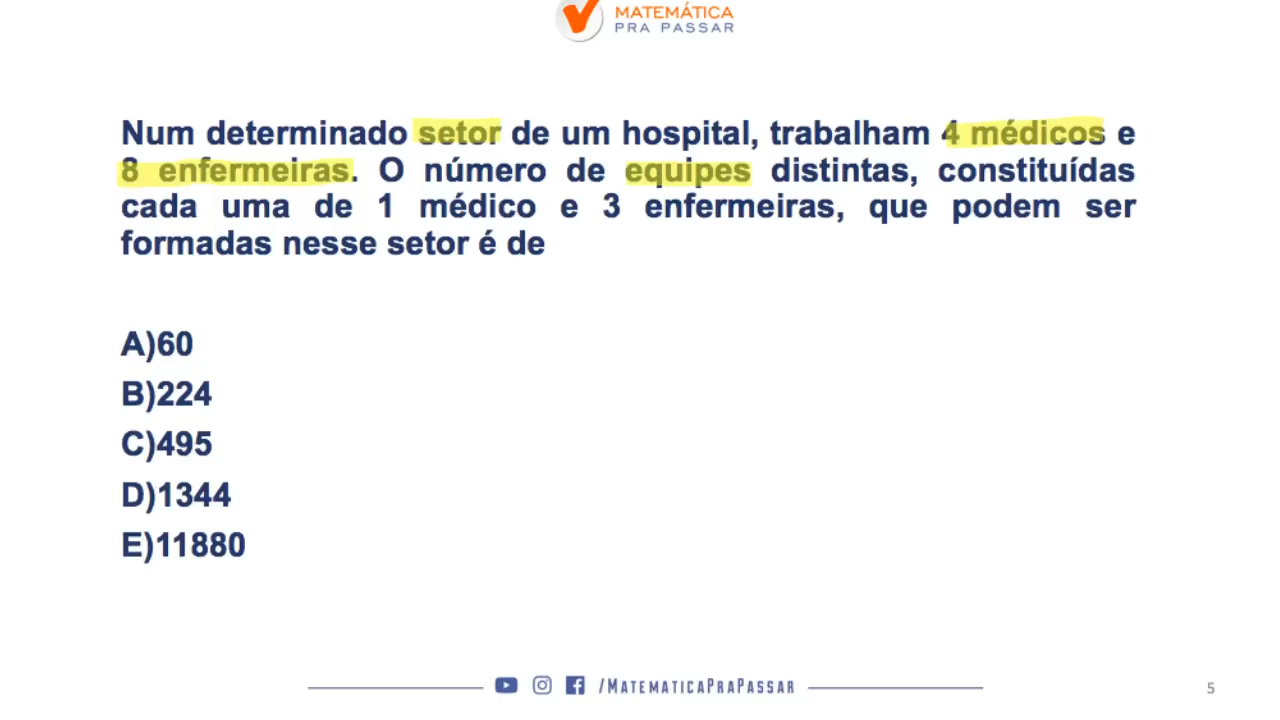 MATEMÁTICA
PRA PASSAR
Num determinado setor de um hospital, trabalham 4 médicos e
8 enfermeiras. O número de equipes distintas, constituídas
cada uma de 1 médico e 3 enfermeiras, que podem ser
formadas nesse setor é de
A)60
B)224
C)495
D)1344
E)11880
/MATEMATICAPRAPASSAR
5